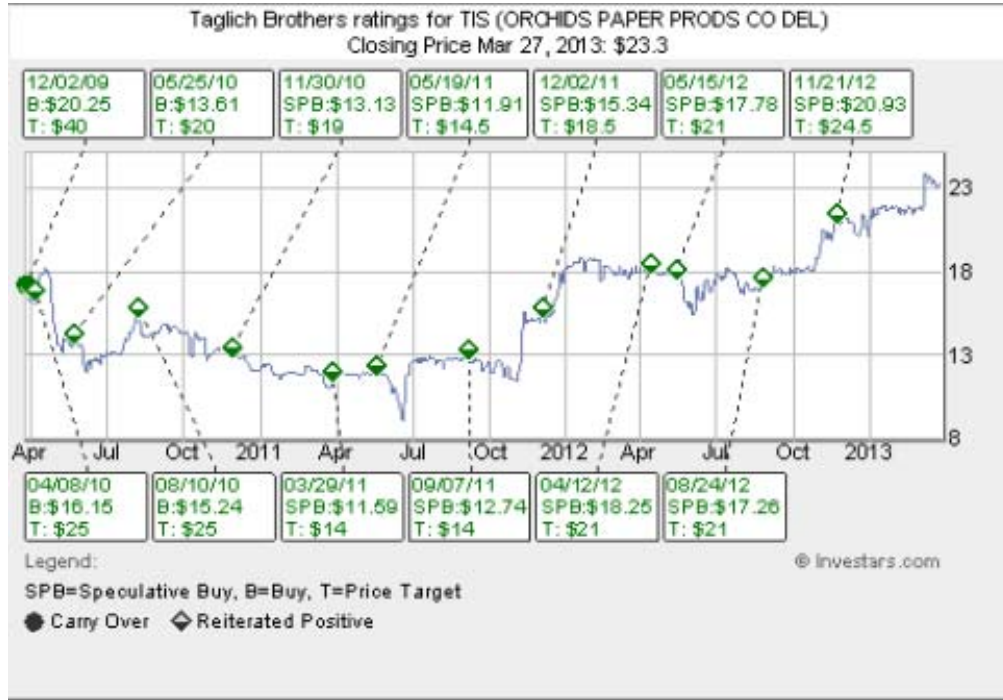 Taglich Brothers ratings for TIS (ORCHIDS PAPER PRODS CO DEL)
Closing Price Mar 27, 2013: $23.3
12/02/09
B:$20.25
T: $40
05/25/10
B:$13.61
T: $20
11/30/10
SPB:$13.13
T: $19
05/19/11
SPB:$11.91
T: $14.5
12/02/11
SPB:$15.34
T: $18.5
05/15/12
SPB:$17.78
T: $21
11/21/12
SPB:$20.93
T: $24.5
23
18
13
8
Apr Jul Oct 2011 Apr Jul Oct 2012 Apr Jul Oct 2013
04/08/10
B:$16.15
T: $25
08/10/10
B:$15.24
T: $25
03/29/11
SPB:$11.59
T: $14
09/07/11
SPB:$12.74
T: $14
04/12/12
SPB:$18.25
T: $21
08/24/12
SPB:$17.26
T: $21
Legend:
© Investars.com
SPB=Speculative Buy, B=Buy, T=Price Target
Carry Over Reiterated Positive